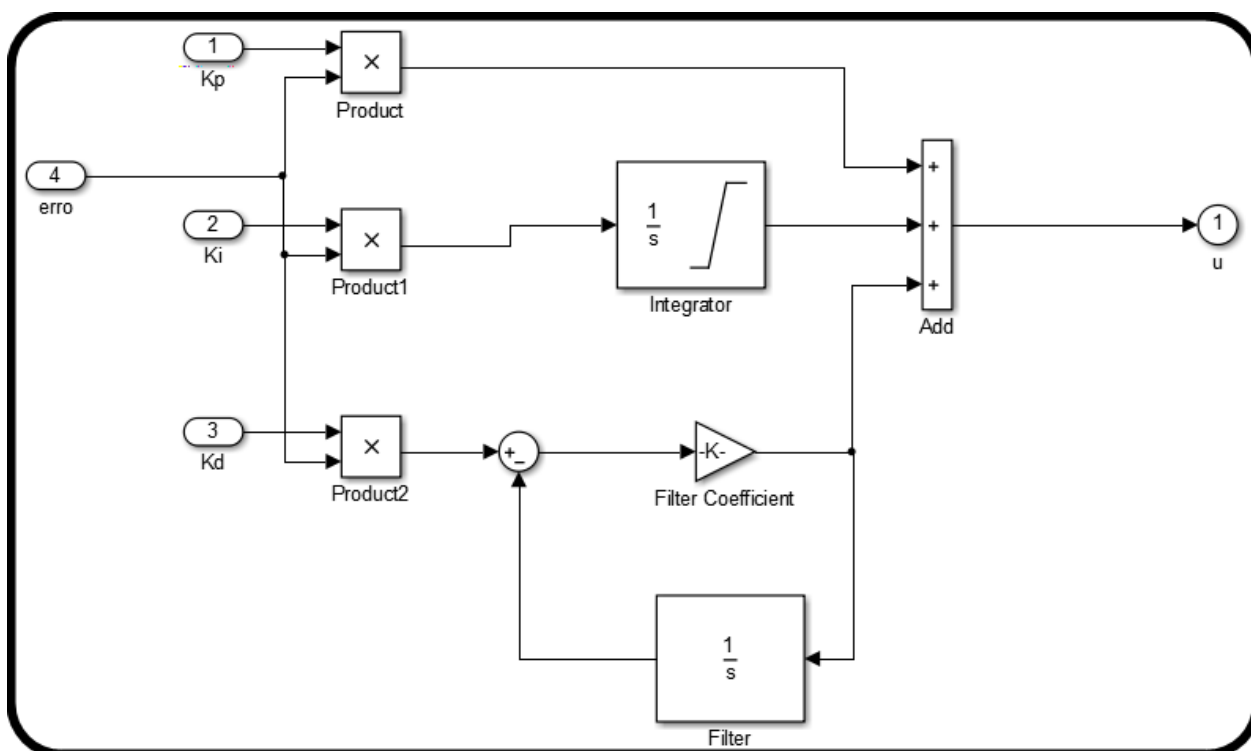 1
Kp
×
Product
4
erro
2
Ki
×
Product1
1
s
Integrator
+
+
+
Add
1
u
3
Kd
×
Product2
+
−
-K-
Filter Coefficient
1
s
Filter